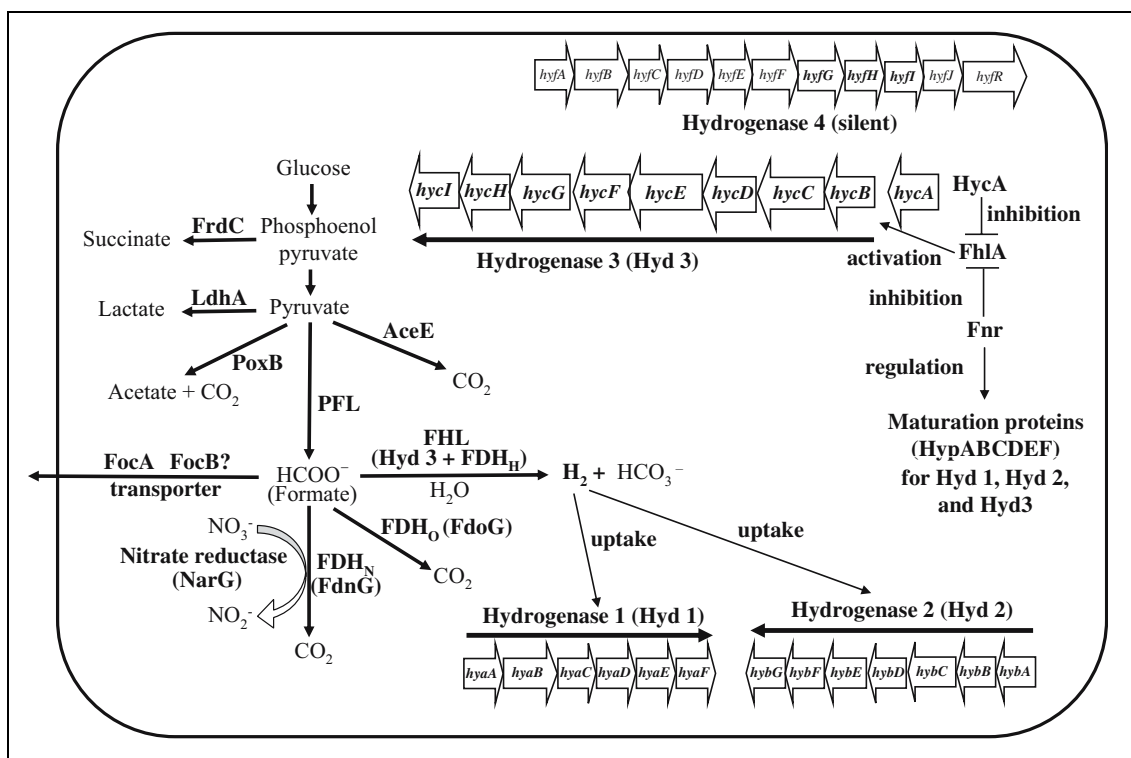 hyfA hyfB hyfC hyfD hyfE hyfF hyfG hyfH hyfI hyfJ hyfR
Hydrogenase 4 (silent)
Glucose
Phosphoenol
pyruvate
FrdC
Succinate
LdhA
Lactate
Pyruvate
PoxB
Acetate + CO₂
AceE
CO₂
PFL
hycI hycH hycG hycF hycE hycD hycC hycB hycA
Hydrogenase 3 (Hyd 3)
HycA
inhibition
FhlA
activation
inhibition
Fnr
regulation
Maturation proteins
(HypABCDEF)
for Hyd 1, Hyd 2,
and Hyd3
FocA FocB?
transporter
HCOO⁻
(Formate)
FHL
(Hyd 3 + FDH_H)
H₂O
H₂ + HCO₃⁻
NO₃⁻
Nitrate reductase
(NarG)
NO₂⁻
FDH_N
(FdnG)
CO₂
FDH_O (FdoG)
CO₂
uptake
uptake
Hydrogenase 1 (Hyd 1)
hyaA hyaB hyaC hyaD hyaE hyaF
Hydrogenase 2 (Hyd 2)
hybG hybF hybE hybD hybC hybB hybA